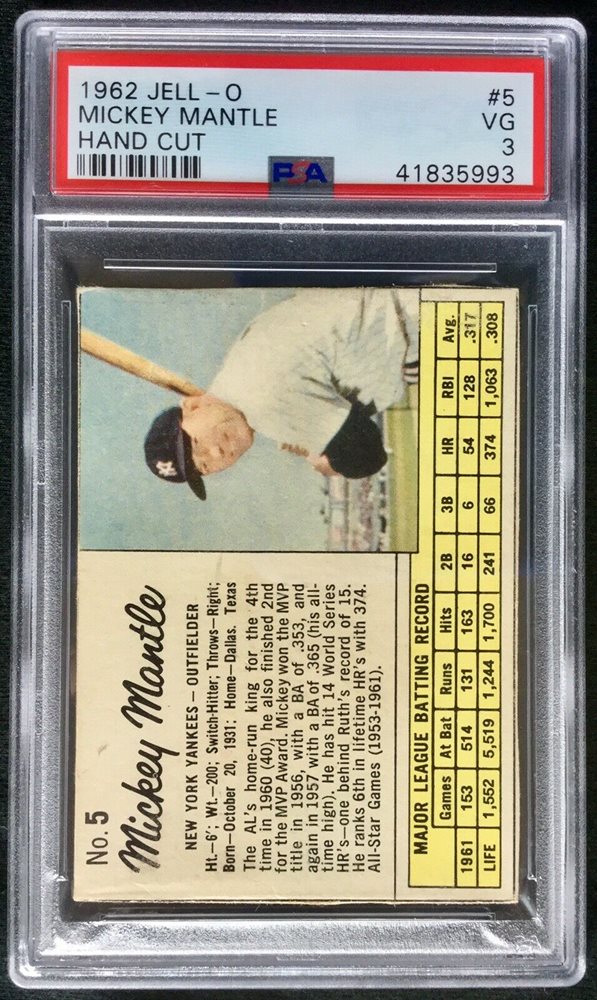 1962 JELL-O #5
MICKEY MANTLE VG
HAND CUT 3
PSA 41835993
No. 5
Mickey Mantle
NEW YORK YANKEES — OUTFIELDER
Ht.—6'; Wt.—200; Switch-Hitter; Throws—Right;
Born—October 20, 1931; Home—Dallas, Texas
The AL's home-run king for the 4th
time in 1960 (40), he also finished 2nd
for the MVP Award. Mickey won the MVP
title in 1956, with a BA of .353, and
again in 1957 with a BA of .365 (his all-
time high). He has hit 14 World Series
HR's—one behind Ruth's record of 15.
He ranks 6th in lifetime HR's with 374.
All-Star Games (1953-1961).
MAJOR LEAGUE BATTING RECORD
Games At Bat Runs Hits 2B 3B HR RBI Avg.
1961 153 514 131 163 16 6 54 128 .317
LIFE 1,552 5,519 1,244 1,700 241 66 374 1,063 .308